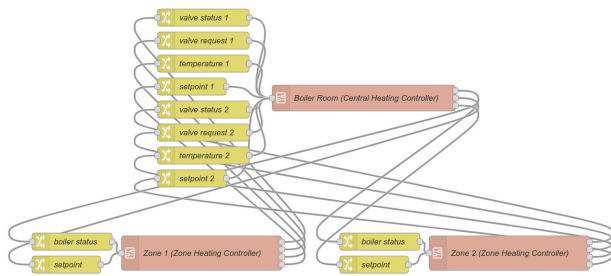 valve status 1
valve request 1
temperature 1
setpoint 1
valve status 2
valve request 2
temperature 2
setpoint 2
Boiler Room (Central Heating Controller)
boiler status
setpoint
Zone 1 (Zone Heating Controller)
boiler status
setpoint
Zone 2 (Zone Heating Controller)